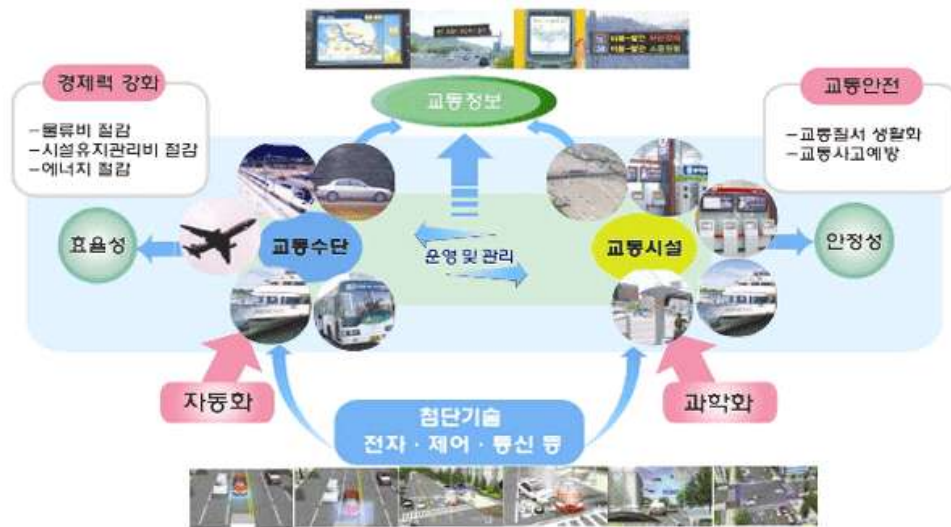 교통정보
경제력 강화
-물류비 절감
-시설유지관리비 절감
-에너지 절감
교통안전
-교통질서 생활화
-교통사고예방
효율성
교통수단
운영 및 관리
교통시설
안정성
자동화
첨단기술
전자 · 제어 · 통신 등
과학화